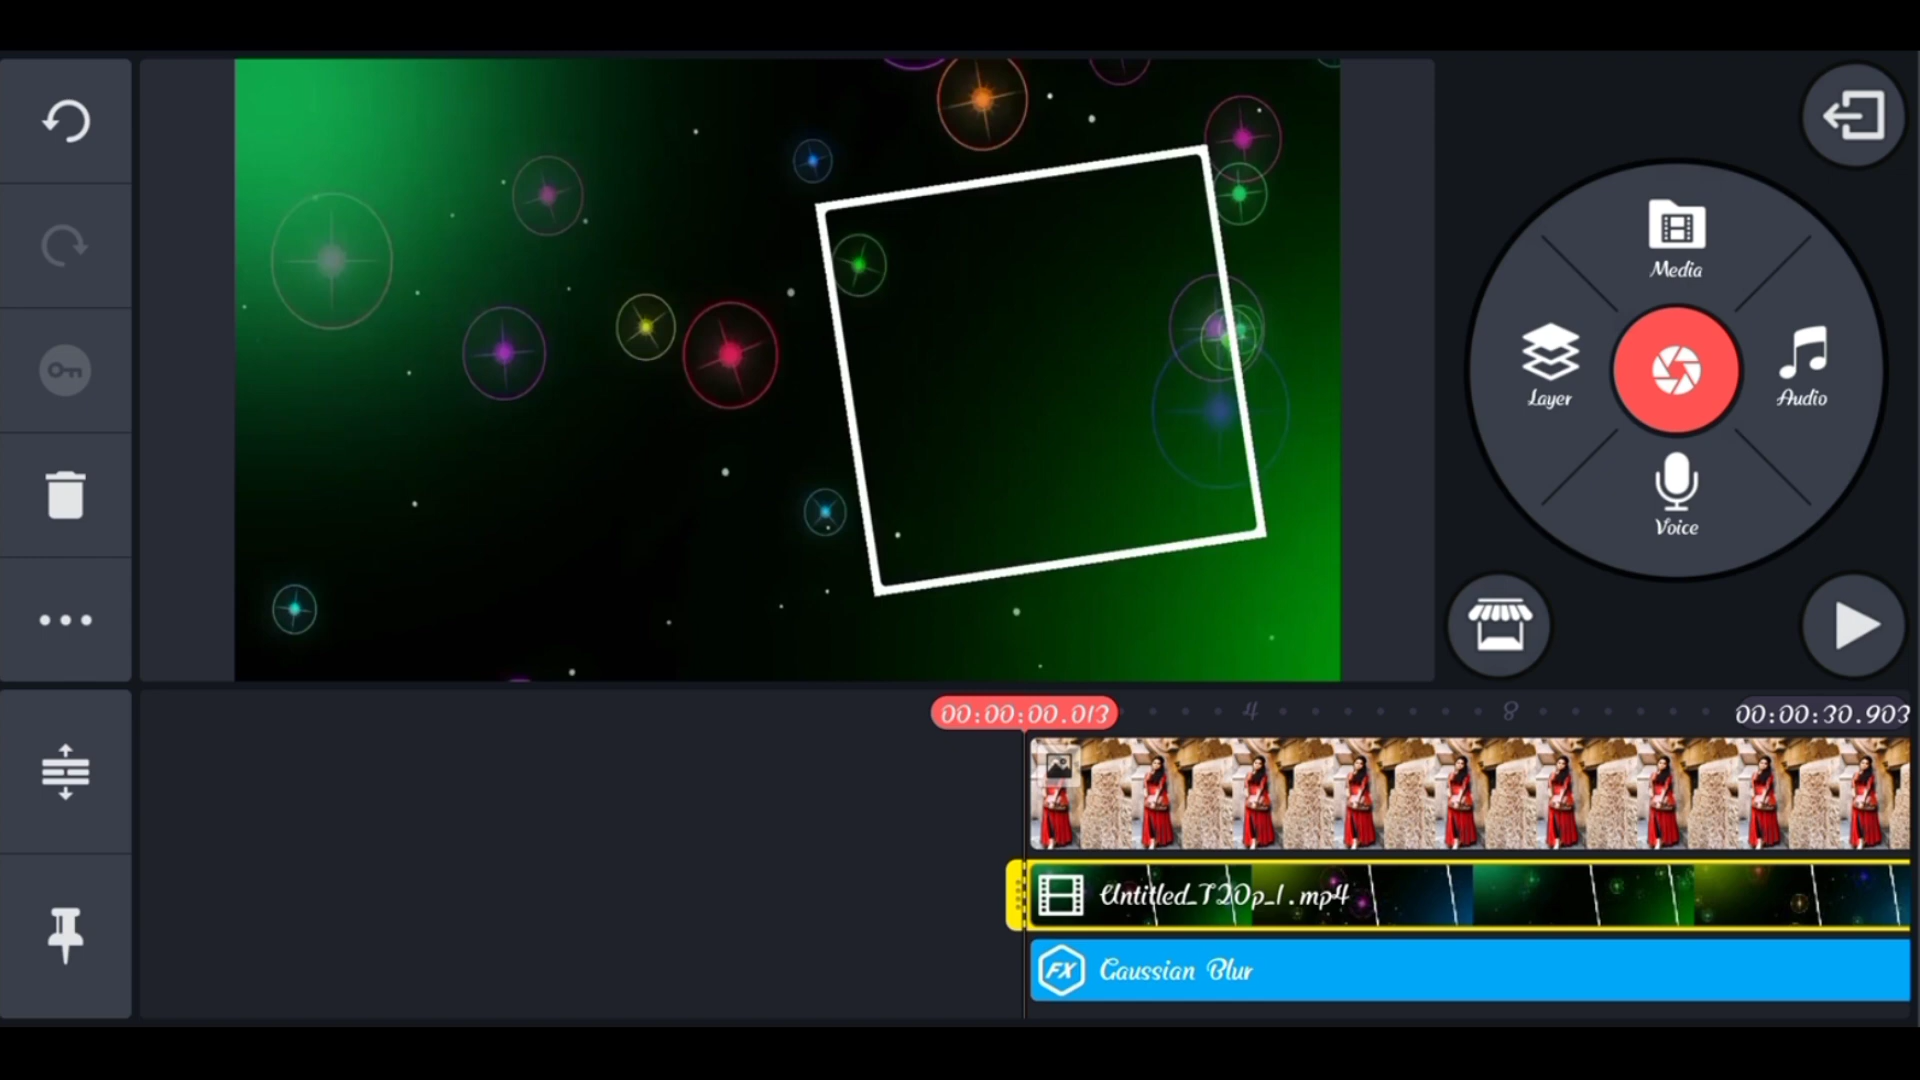 Media
Layer
Audio
Voice
00:00:00.013
4
8
00:00:30.903
Untitled_720p_1.mp4
FX
Gaussian Blur